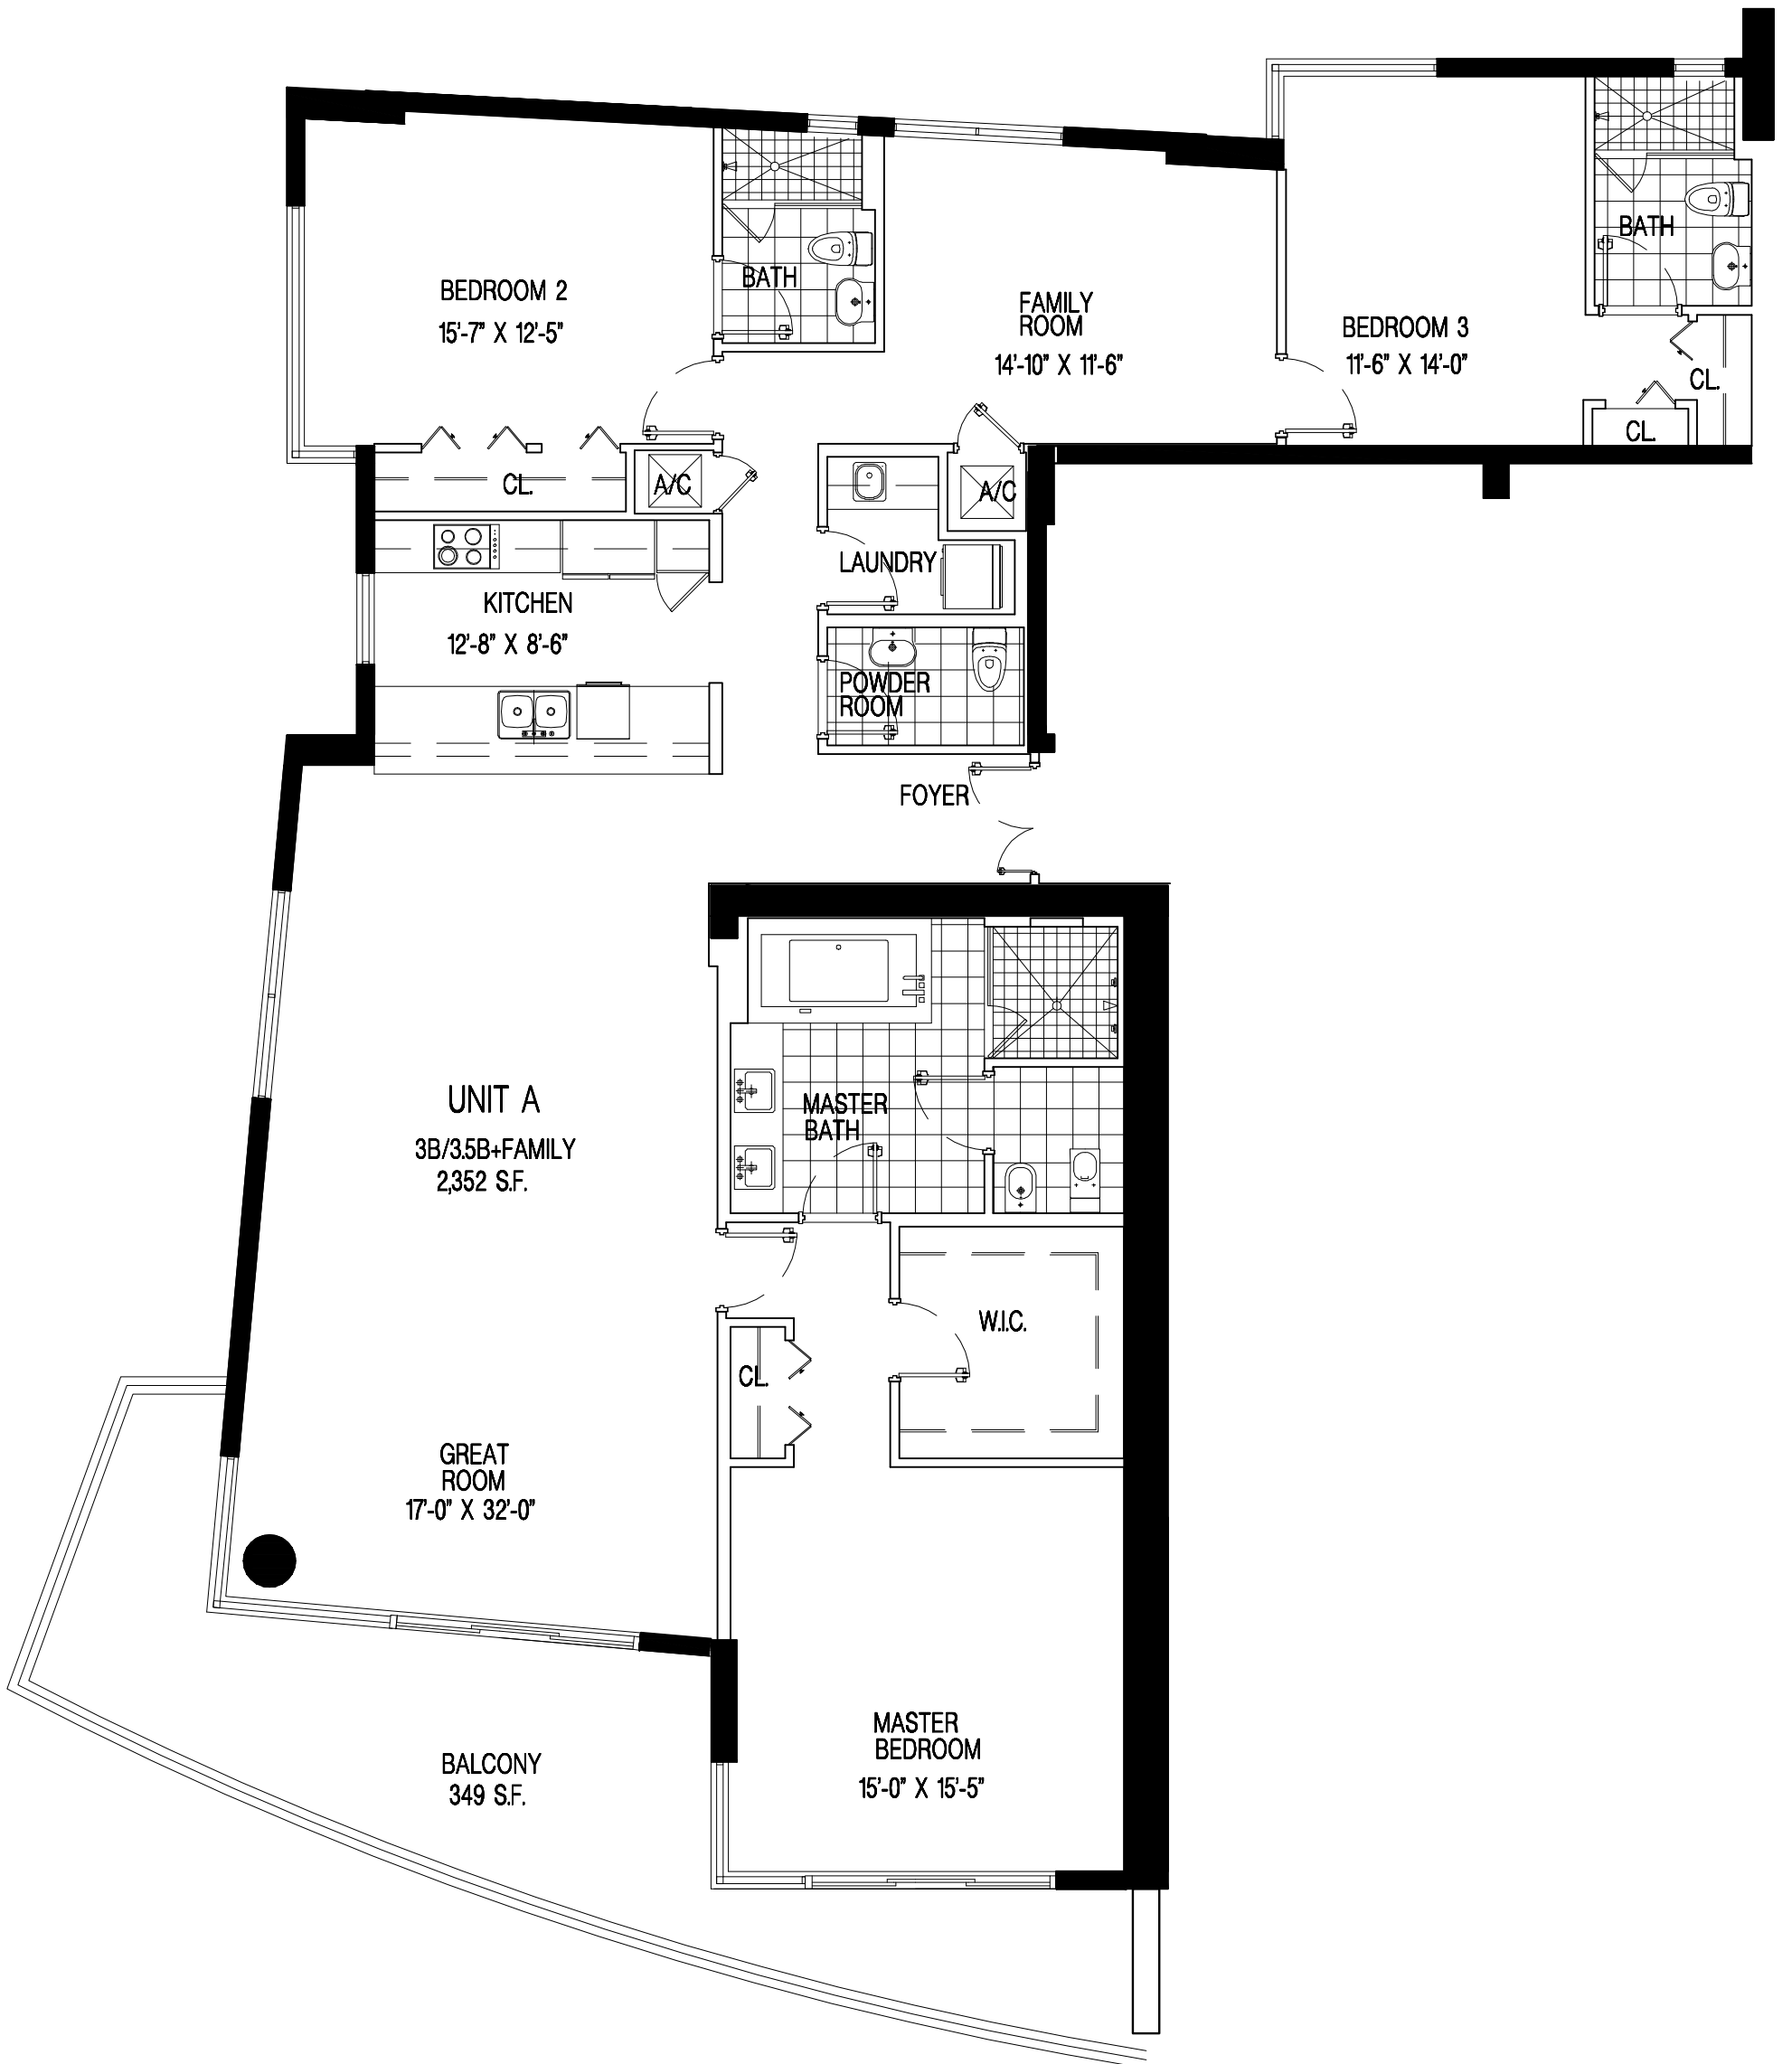 BATH
BEDROOM 2
15'-7" X 12'-5"
BATH
FAMILY
ROOM
14'-10" X 11'-6"
BEDROOM 3
11'-6" X 14'-0"
CL.
CL.
CL.
A/C
A/C
LAUNDRY
KITCHEN
12'-8" X 8'-6"
POWDER
ROOM
FOYER
UNIT A
3B/3.5B+FAMILY
2,352 S.F.
MASTER
BATH
W.I.C.
CL.
GREAT
ROOM
17'-0" X 32'-0"
MASTER
BEDROOM
15'-0" X 15'-5"
BALCONY
349 S.F.